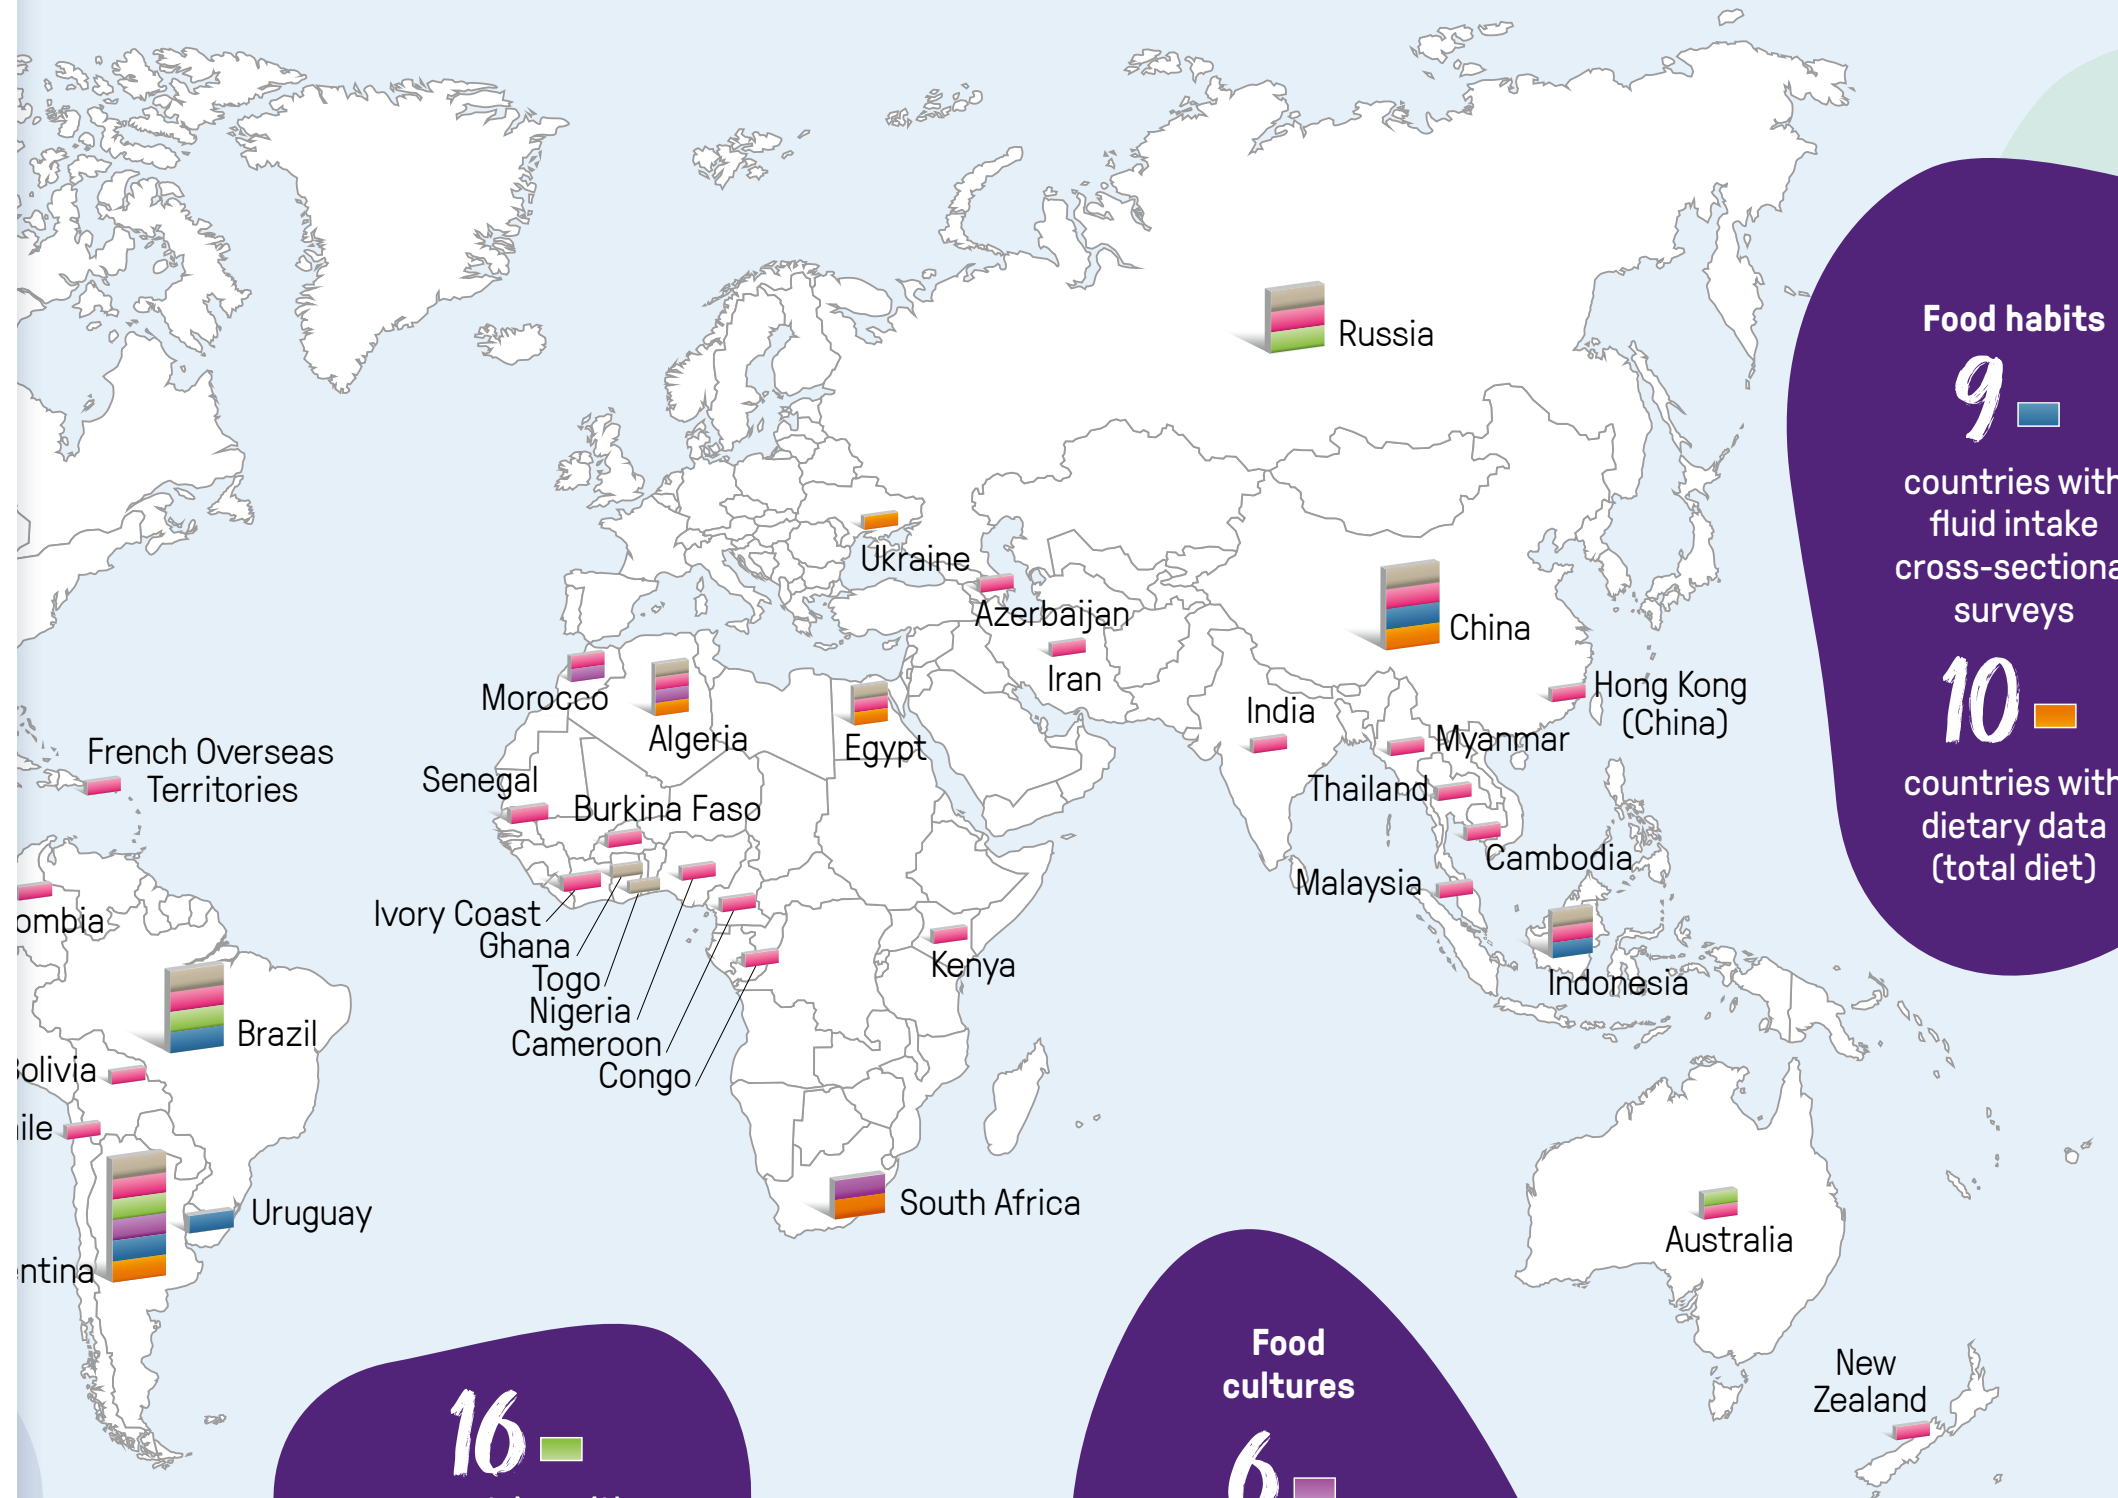 Russia
Food habits
9
countries with
fluid intake
cross-sectiona
surveys
10
countries with
dietary data
(total diet)
Ukraine
Azerbaijan
Iran
China
Hong Kong
(China)
India
Myanmar
Thailand
Cambodia
Malaysia
Indonesia
Morocco
Algeria
Egypt
French Overseas
Territories
Senegal
Burkina Faso
Ivory Coast
Ghana
Togo
Nigeria
Cameroon
Congo
Kenya
ombia
Brazil
olivia
ile
Uruguay
entina
South Africa
Australia
New
Zealand
16
Food
cultures
6